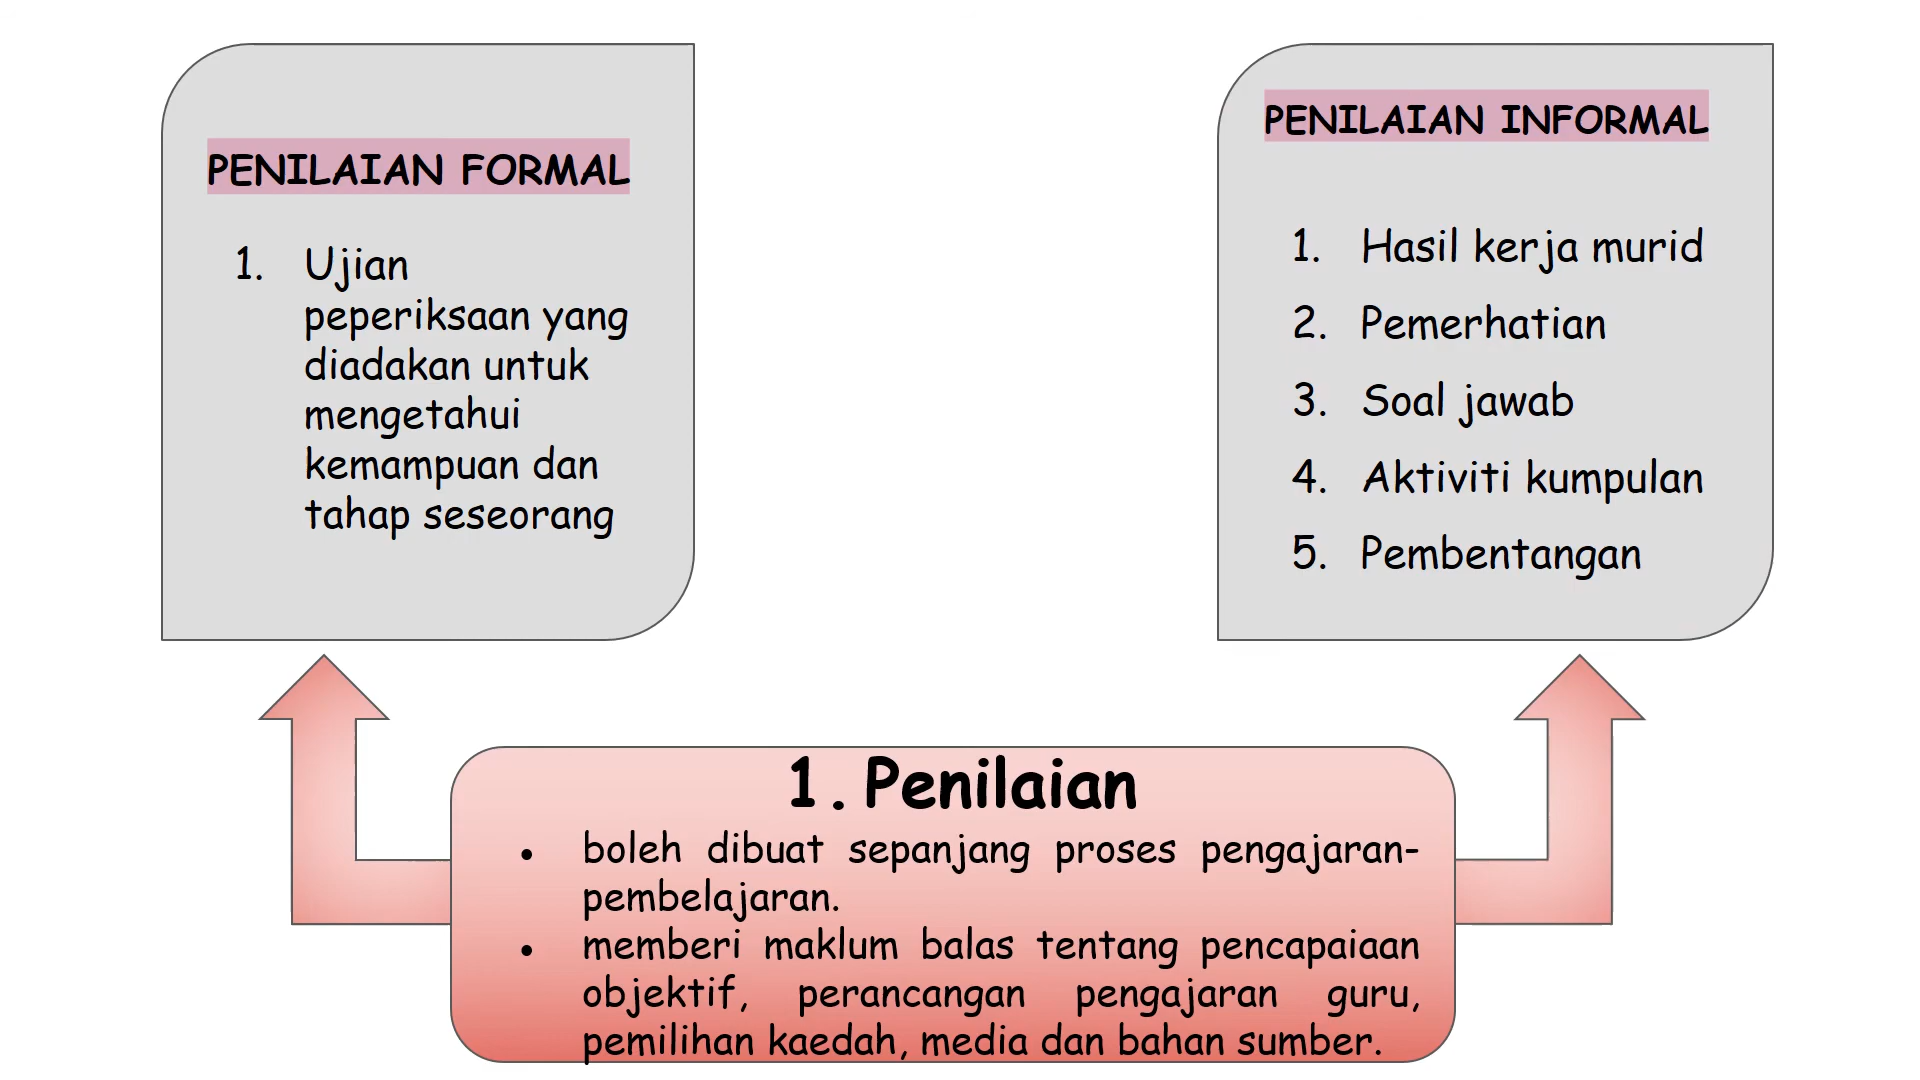 PENILAIAN FORMAL
1. Ujian
peperiksaan yang
diadakan untuk
mengetahui
kemampuan dan
tahap seseorang
PENILAIAN INFORMAL
1. Hasil kerja murid
2. Pemerhatian
3. Soal jawab
4. Aktiviti kumpulan
5. Pembentangan
1. Penilaian
● boleh dibuat sepanjang proses pengajaran-
pembelajaran.
● memberi maklum balas tentang pencapaiaan
objektif, perancangan pengajaran guru,
pemilihan kaedah, media dan bahan sumber.